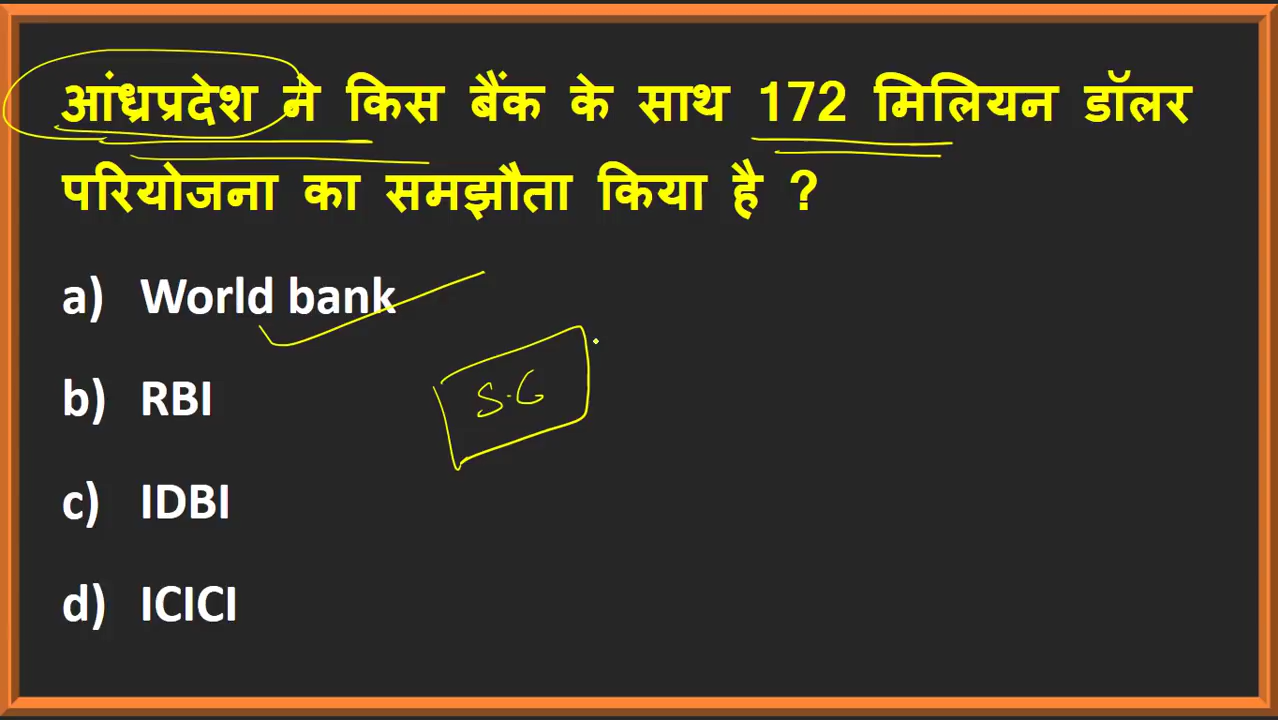 आंध्रप्रदेश ने किस बैंक के साथ 172 मिलियन डॉलर
परियोजना का समझौता किया है ?
a) World bank
S.G
b) RBI
c) IDBI
d) ICICI